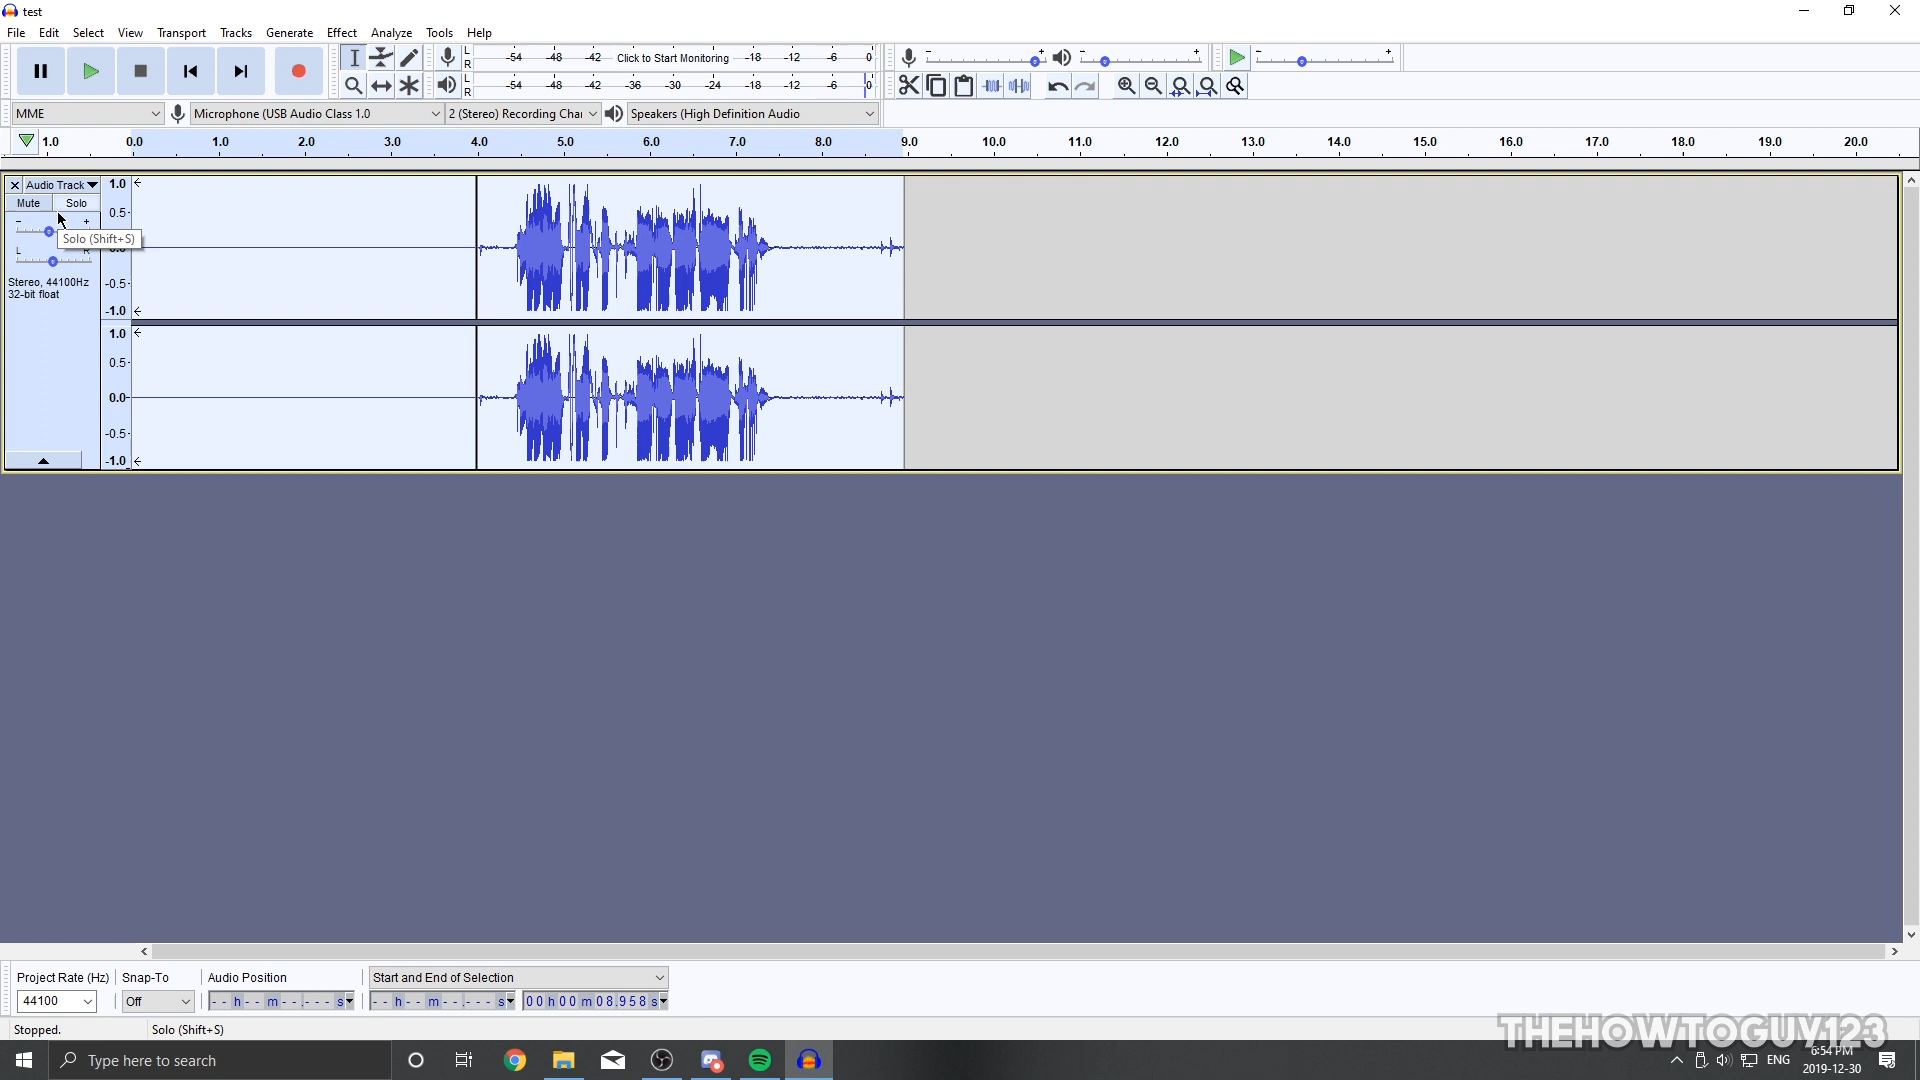 test
File Edit Select View Transport Tracks Generate Effect Analyze Tools Help
L R -54 -48 -42 Click to Start Monitoring -18 -12 -6 0 - + - + - +
L R -54 -48 -42 -36 -30 -24 -18 -12 -6 0
MME Microphone (USB Audio Class 1.0 2 (Stereo) Recording Char Speakers (High Definition Audio
1.0 0.0 1.0 2.0 3.0 4.0 5.0 6.0 7.0 8.0 9.0 10.0 11.0 12.0 13.0 14.0 15.0 16.0 17.0 18.0 19.0 20.0
Audio Track 1.0
Mute Solo 0.5
- +
Solo (Shift+S)
L R
Stereo, 44100Hz -0.5
32-bit float
-1.0
1.0
0.5
0.0
-0.5
-1.0
Project Rate (Hz) Snap-To Audio Position Start and End of Selection
44100 Off -- h -- m --.--- s -- h -- m --.--- s 00 h 00 m 08.958 s
Stopped. Solo (Shift+S)
THEHOWTOGUY123
Type here to search ENG 6:54 PM
2019-12-30